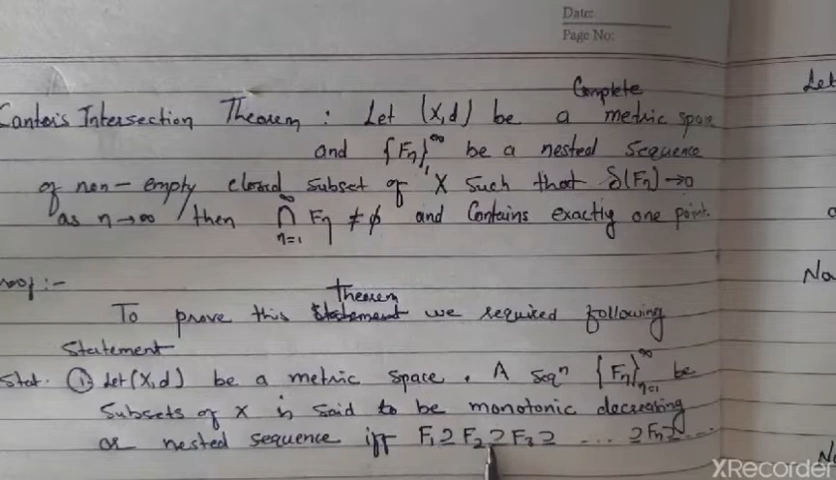 Date:
Page No:
Cantor's Intersection Theorem : Let (X,d) be a Complete metric space
and {Fn}₁^∞ be a nested sequence
of non-empty closed subset of X such that δ(Fn)→0
as n→∞ then ∩_{n=1}^∞ Fn ≠ φ and Contains exactly one point.
Proof :-
To prove this Theorem we required following
Statement
Stat. ① Let (X,d) be a metric space. A seqⁿ {Fn}_{n=1}^∞ be
Subsets of X is said to be monotonic decreasing
or nested sequence iff F₁⊇F₂⊇F₃⊇ ... ⊇Fn⊇...
Let
No
XRecorder